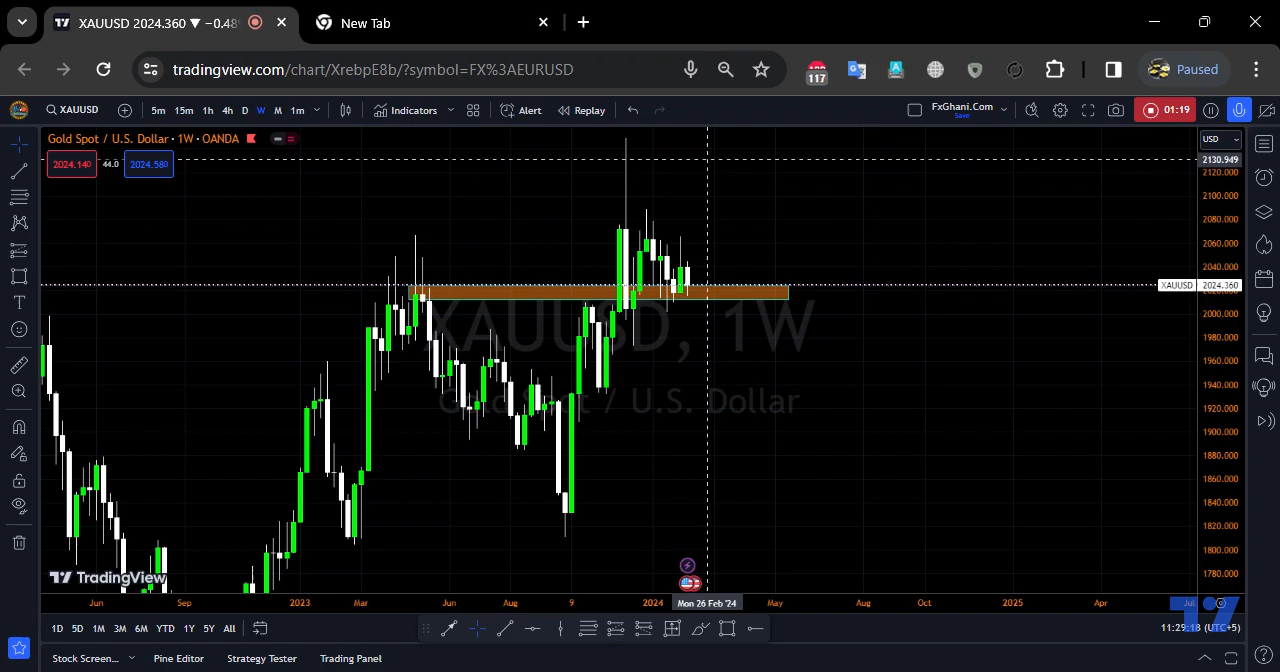 XAUUSD 2024.360 ▼ −0.48%
New Tab
tradingview.com/chart/XrebpE8b/?symbol=FX%3AEURUSD
117
Paused
XAUUSD 5m 15m 1h 4h D W M 1m Indicators Alert Replay
FxGhani.Com
Save
01:19
Gold Spot / U.S. Dollar · 1W · OANDA
USD
2024.140 44.0 2024.580
2130.949
2120.000
2100.000
2080.000
2060.000
2040.000
XAUUSD 2024.360
2000.000
1980.000
1960.000
1940.000
1920.000
1900.000
1880.000
1860.000
1840.000
1820.000
1800.000
1780.000
XAUUSD, 1W
Gold Spot / U.S. Dollar
TradingView
Jun Sep 2023 Mar Jun Aug 9 2024 Mon 26 Feb '24 May Aug Oct 2025 Apr Jul
1D 5D 1M 3M 6M YTD 1Y 5Y All
11:29:18 (UTC+5)
Stock Screen... Pine Editor Strategy Tester Trading Panel